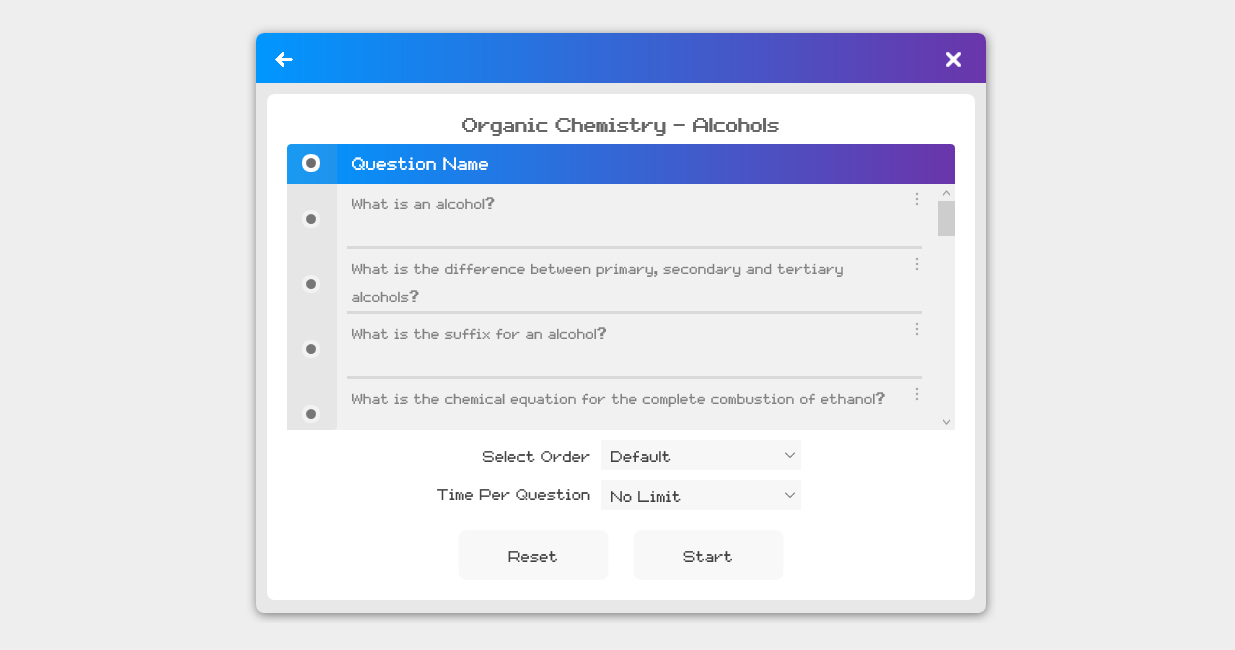 Organic Chemistry - Alcohols
Question Name
What is an alcohol?
What is the difference between primary, secondary and tertiary
alcohols?
What is the suffix for an alcohol?
What is the chemical equation for the complete combustion of ethanol?
Select Order Default
Time Per Question No Limit
Reset Start